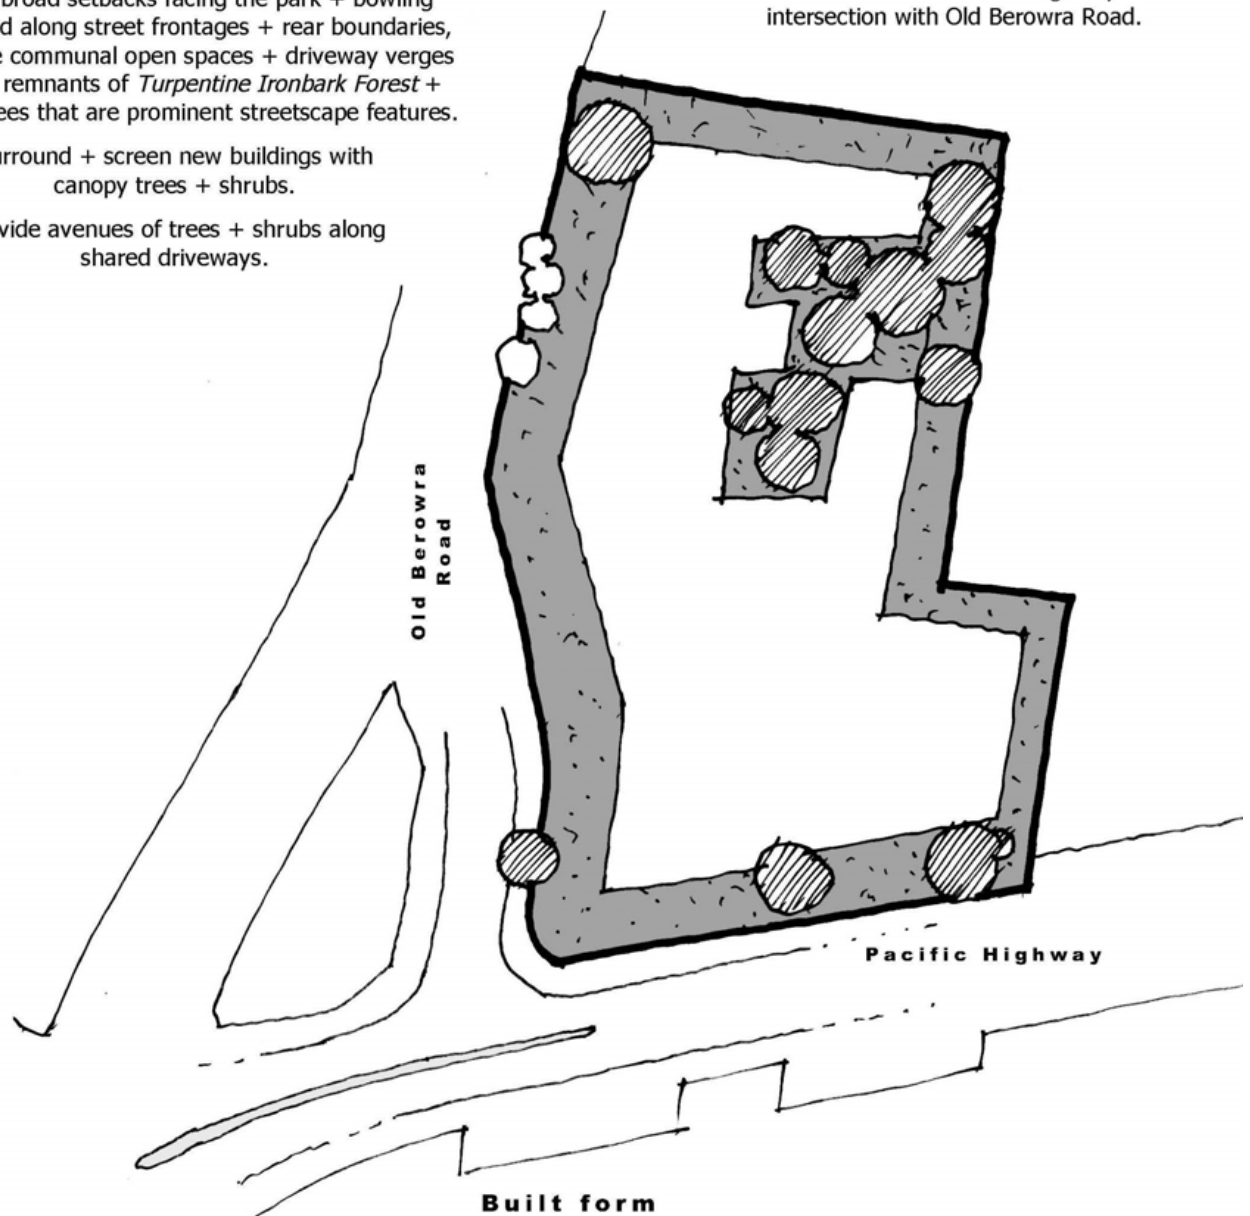 broad setbacks facing the park + bowling
d along street frontages + rear boundaries,
communal open spaces + driveway verges
remnants of Turpentine Ironbark Forest +
ees that are prominent streetscape features.
urround + screen new buildings with
canopy trees + shrubs.
vide avenues of trees + shrubs along
shared driveways.
intersection with Old Berowra Road.
Old Berowra
Road
Pacific Highway
Built form